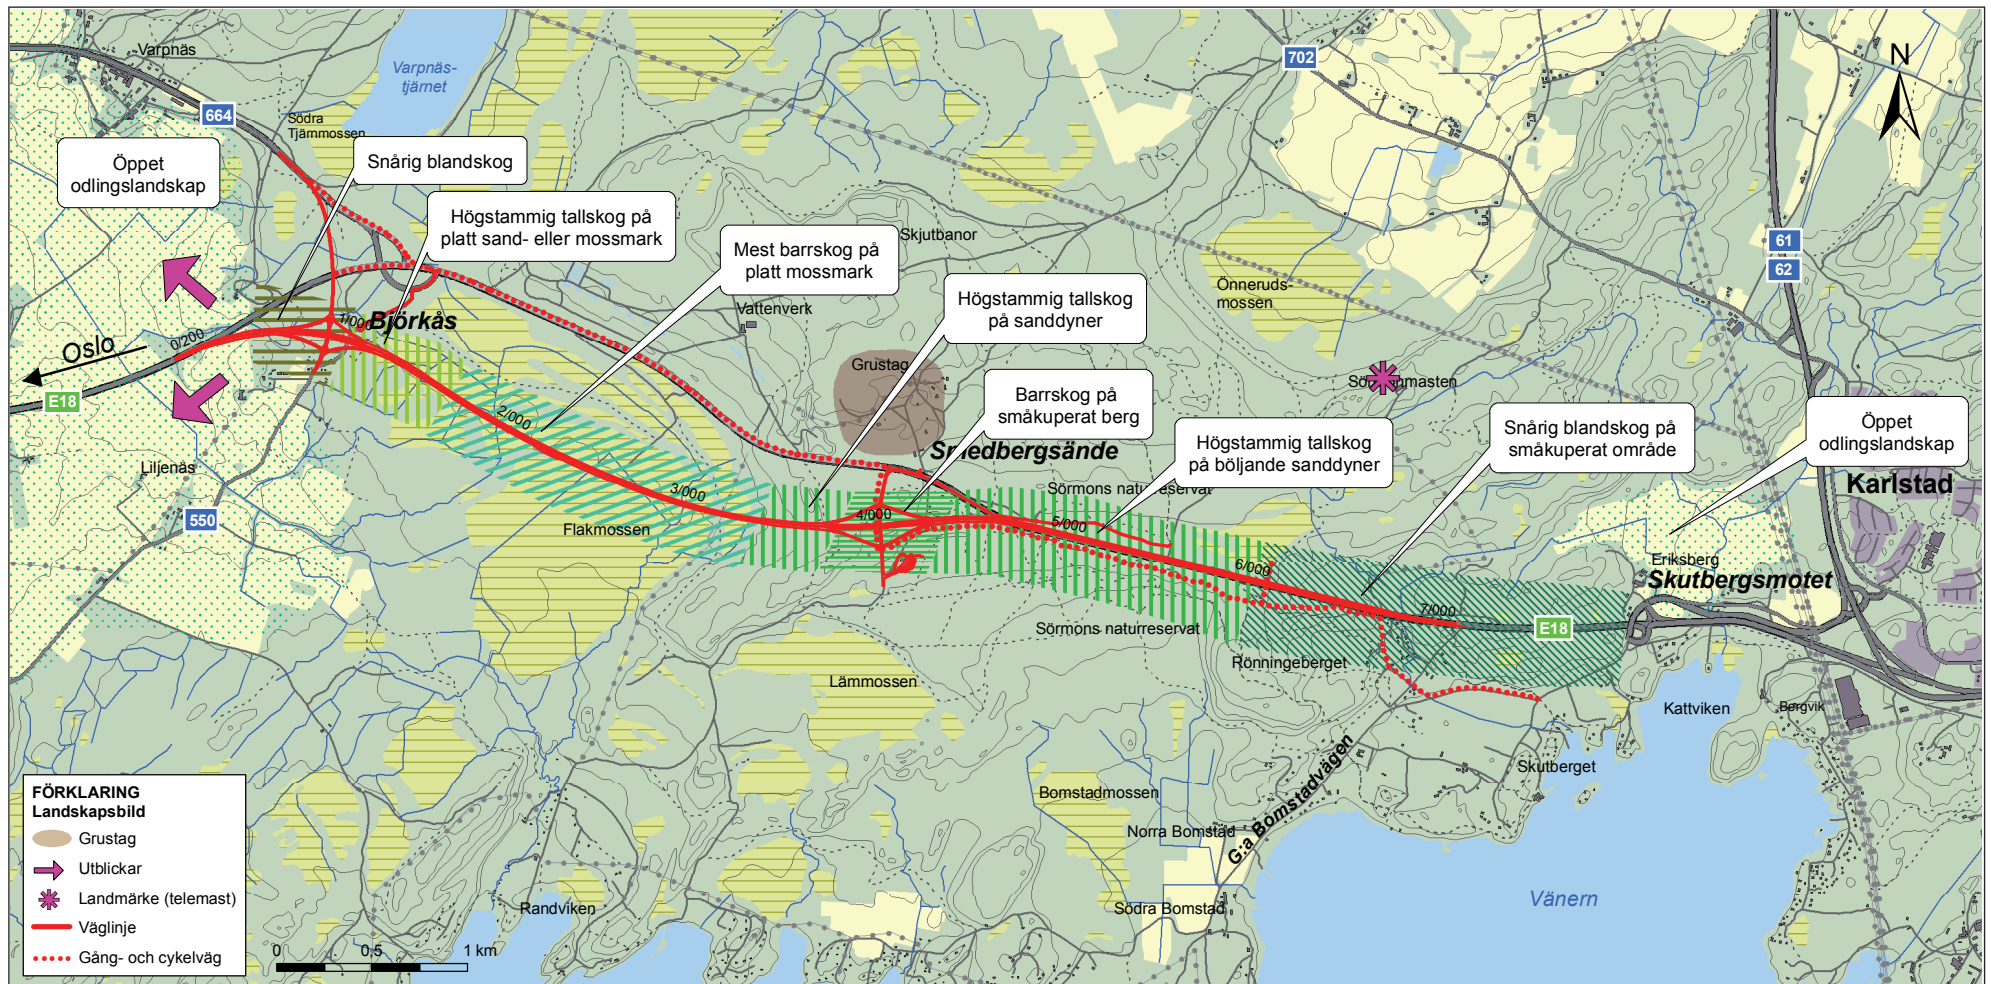 Varpnäs
Varpnäs-
tjärnet
702
N
664
Södra
Tjärnmossen
Öppet
odlingslandskap
Snårig blandskog
Högstammig tallskog på
platt sand- eller mossmark
Mest barrskog på
platt mossmark
Skjutbanor
61
62
Önneruds-
mossen
Högstammig tallskog
på sanddyner
Vattenverk
1/000
Björkås
0/200
Oslo
E18
Grustag
Barrskog på
småkuperat berg
Högstammig tallskog
på böljande sanddyner
Snårig blandskog på
småkuperat område
Öppet
odlingslandskap
2/000
Smedbergsände
Liljenäs
550
3/000
Flakmossen
4/000
Sörmons naturreservat
5/000
6/000
7/000
E18
Karlstad
Eriksberg
Skutbergsmotet
Sörmons naturreservat
Rönningeberget
Lämmossen
Kattviken
Bergvik
Skutberget
G:a Bomstadvägen
Bomstadmossen
Norra Bomstad
Södra Bomstad
Vänern
Randviken
FÖRKLARING
Landskapsbild
Grustag
Utblickar
Landmärke (telemast)
Väglinje
Gång- och cykelväg
0 0,5 1 km